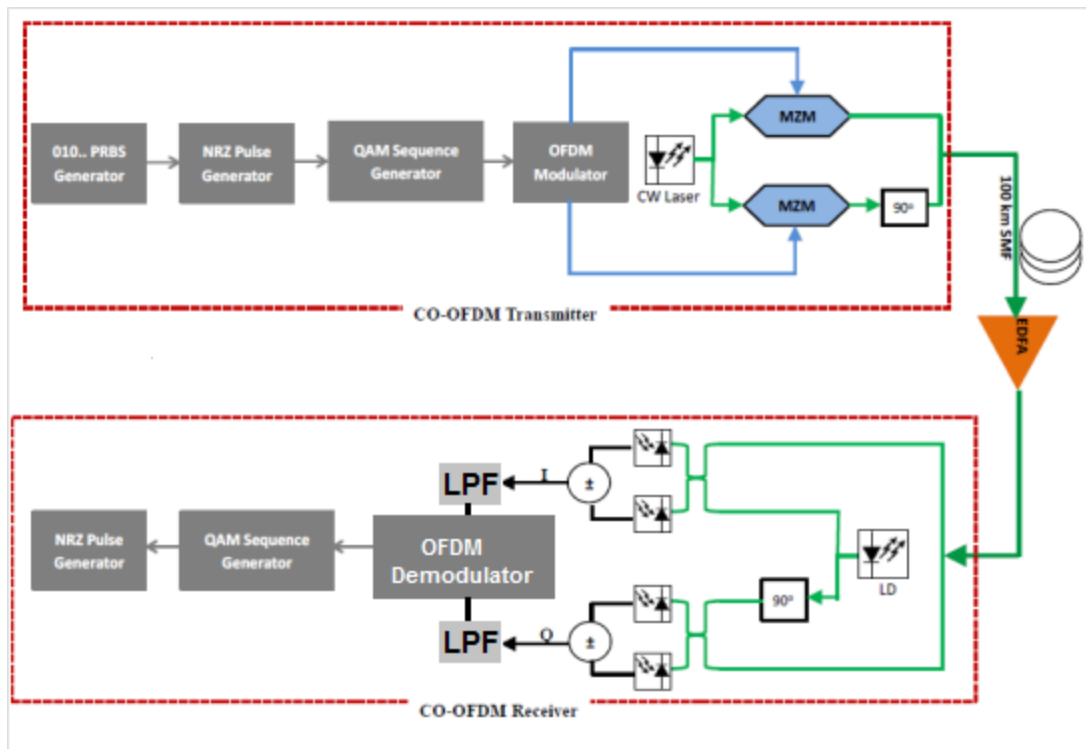 010.. PRBS
Generator
NRZ Pulse
Generator
QAM Sequence
Generator
OFDM
Modulator
CW Laser
MZM
MZM
90°
100 km SMF
CO-OFDM Transmitter
EDFA
NRZ Pulse
Generator
QAM Sequence
Generator
OFDM
Demodulator
LPF
I
±
LPF
Q
±
90°
LD
CO-OFDM Receiver